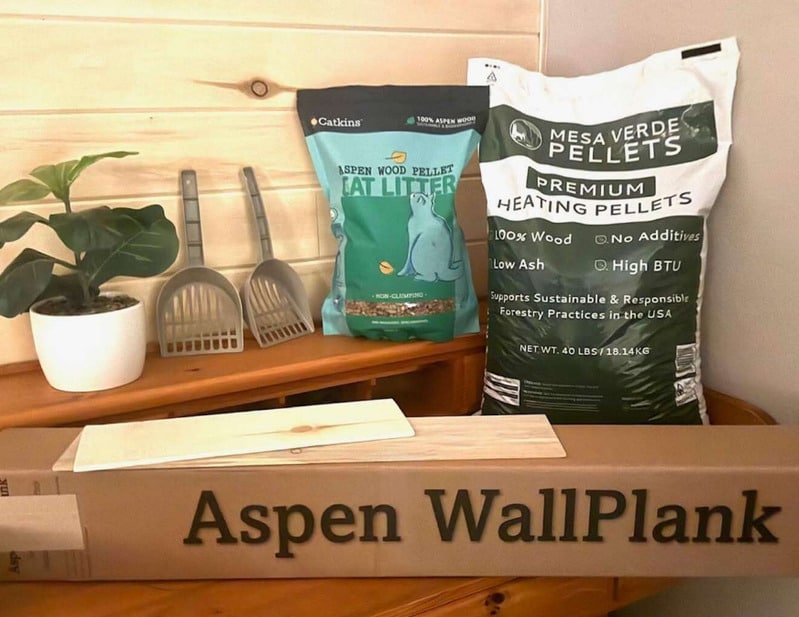 Catkins
100% ASPEN WOOD
ASPEN WOOD PELLET
CAT LITTER
NON-CLUMPING
MESA VERDE
PELLETS
PREMIUM
HEATING PELLETS
100% Wood
No Additives
Low Ash
High BTU
Supports Sustainable & Responsible
Forestry Practices in the USA
NET WT. 40 LBS / 18.14KG
Aspen WallPlank